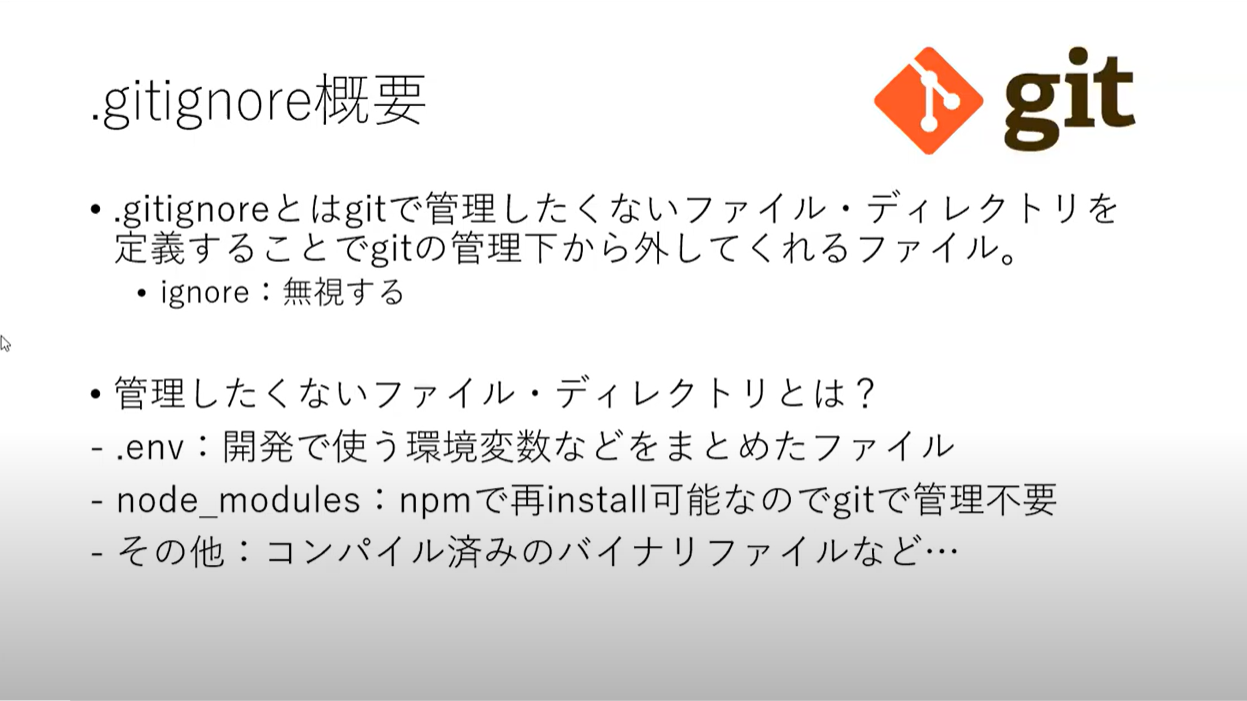 .gitignore概要
git
• .gitignoreとはgitで管理したくないファイル・ディレクトリを
定義することでgitの管理下から外してくれるファイル。
• ignore：無視する
• 管理したくないファイル・ディレクトリとは？
- .env：開発で使う環境変数などをまとめたファイル
- node_modules：npmで再install可能なのでgitで管理不要
- その他：コンパイル済みのバイナリファイルなど…